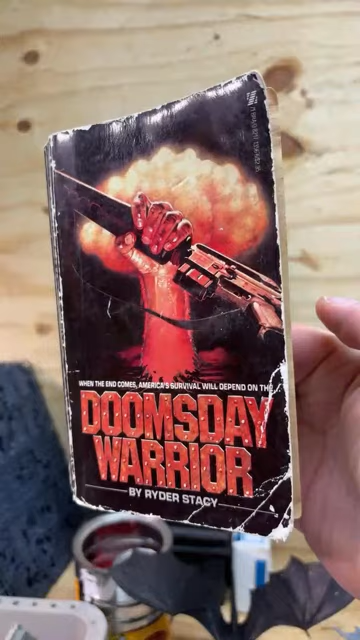 WHEN THE END COMES, AMERICA'S SURVIVAL WILL DEPEND ON THE...
DOOMSDAY
WARRIOR
BY RYDER STACY